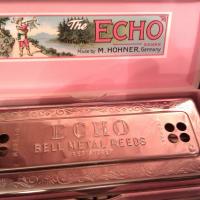 The
ECHO
Made by M. HOHNER, Germany
ECHO
BELL METAL REEDS